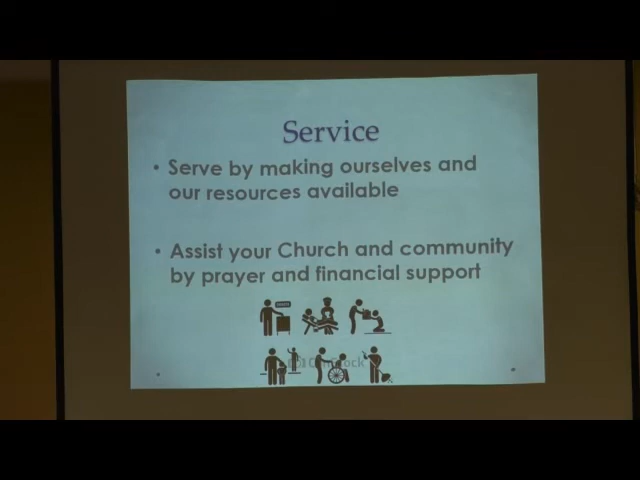 Service
• Serve by making ourselves and
our resources available
• Assist your Church and community
by prayer and financial support